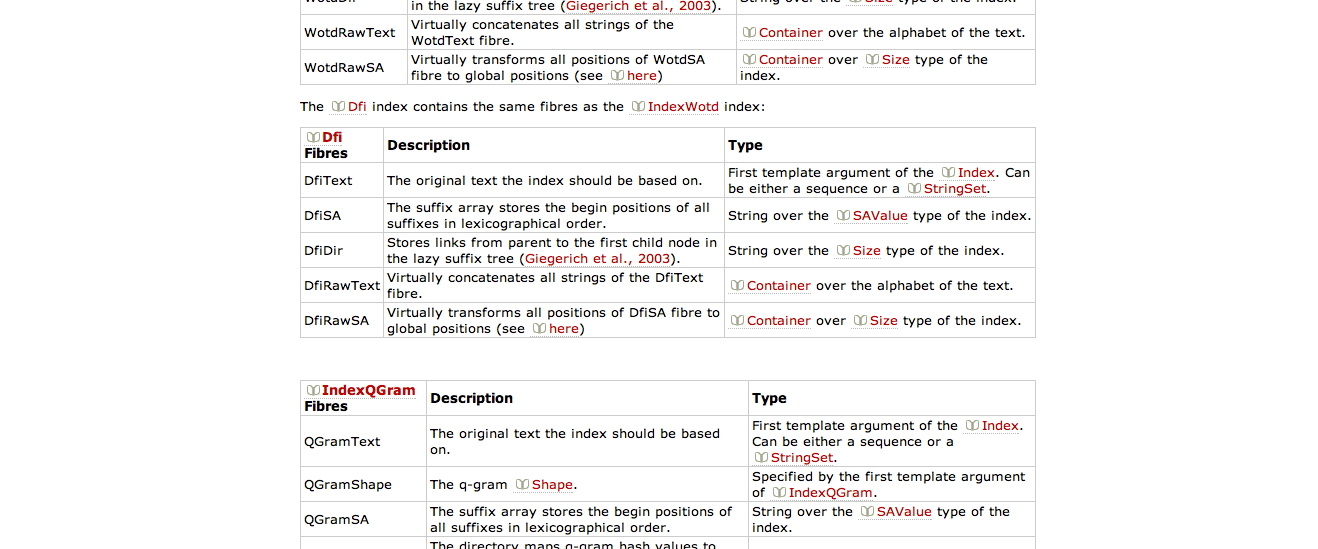 WotdDir in the lazy suffix tree (Giegerich et al., 2003). String over the Size type of the index.
WotdRawText
Virtually concatenates all strings of the
WotdText fibre.
Container over the alphabet of the text.
WotdRawSA
Virtually transforms all positions of WotdSA
fibre to global positions (see here)
Container over Size type of the
index.
The Dfi index contains the same fibres as the IndexWotd index:
Dfi
Fibres
Description
Type
DfiText
The original text the index should be based on.
First template argument of the Index. Can
be either a sequence or a StringSet.
DfiSA
The suffix array stores the begin positions of all
suffixes in lexicographical order.
String over the SAValue type of the index.
DfiDir
Stores links from parent to the first child node in
the lazy suffix tree (Giegerich et al., 2003).
String over the Size type of the index.
DfiRawText
Virtually concatenates all strings of the DfiText
fibre.
Container over the alphabet of the text.
DfiRawSA
Virtually transforms all positions of DfiSA fibre to
global positions (see here)
Container over Size type of the index.
IndexQGram
Fibres
Description
Type
QGramText
The original text the index should be based
on.
First template argument of the Index.
Can be either a sequence or a
StringSet.
QGramShape
The q-gram Shape.
Specified by the first template argument
of IndexQGram.
QGramSA
The suffix array stores the begin positions of
all suffixes in lexicographical order.
String over the SAValue type of the
index.
The directory maps q-gram hash values to